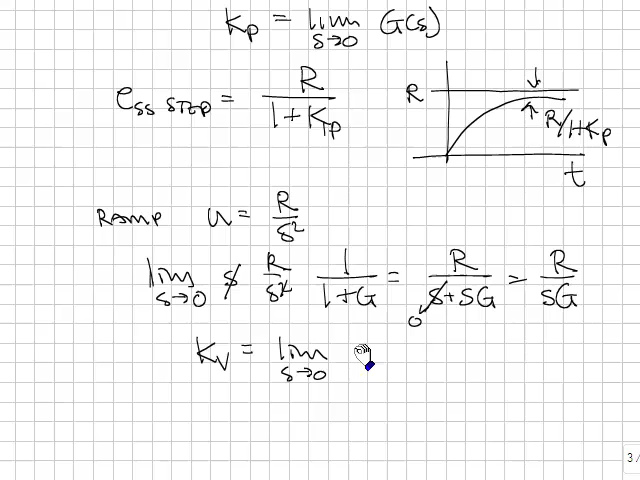 Kp = lim s→0 G(s)
ess STEP = R / 1+Kp
R
R/1+Kp
t
RAMP u = R / s²
lim s→0 s R / s² 1 / 1+G = R / s+sG = R / sG
0
Kv = lim s→0
3/